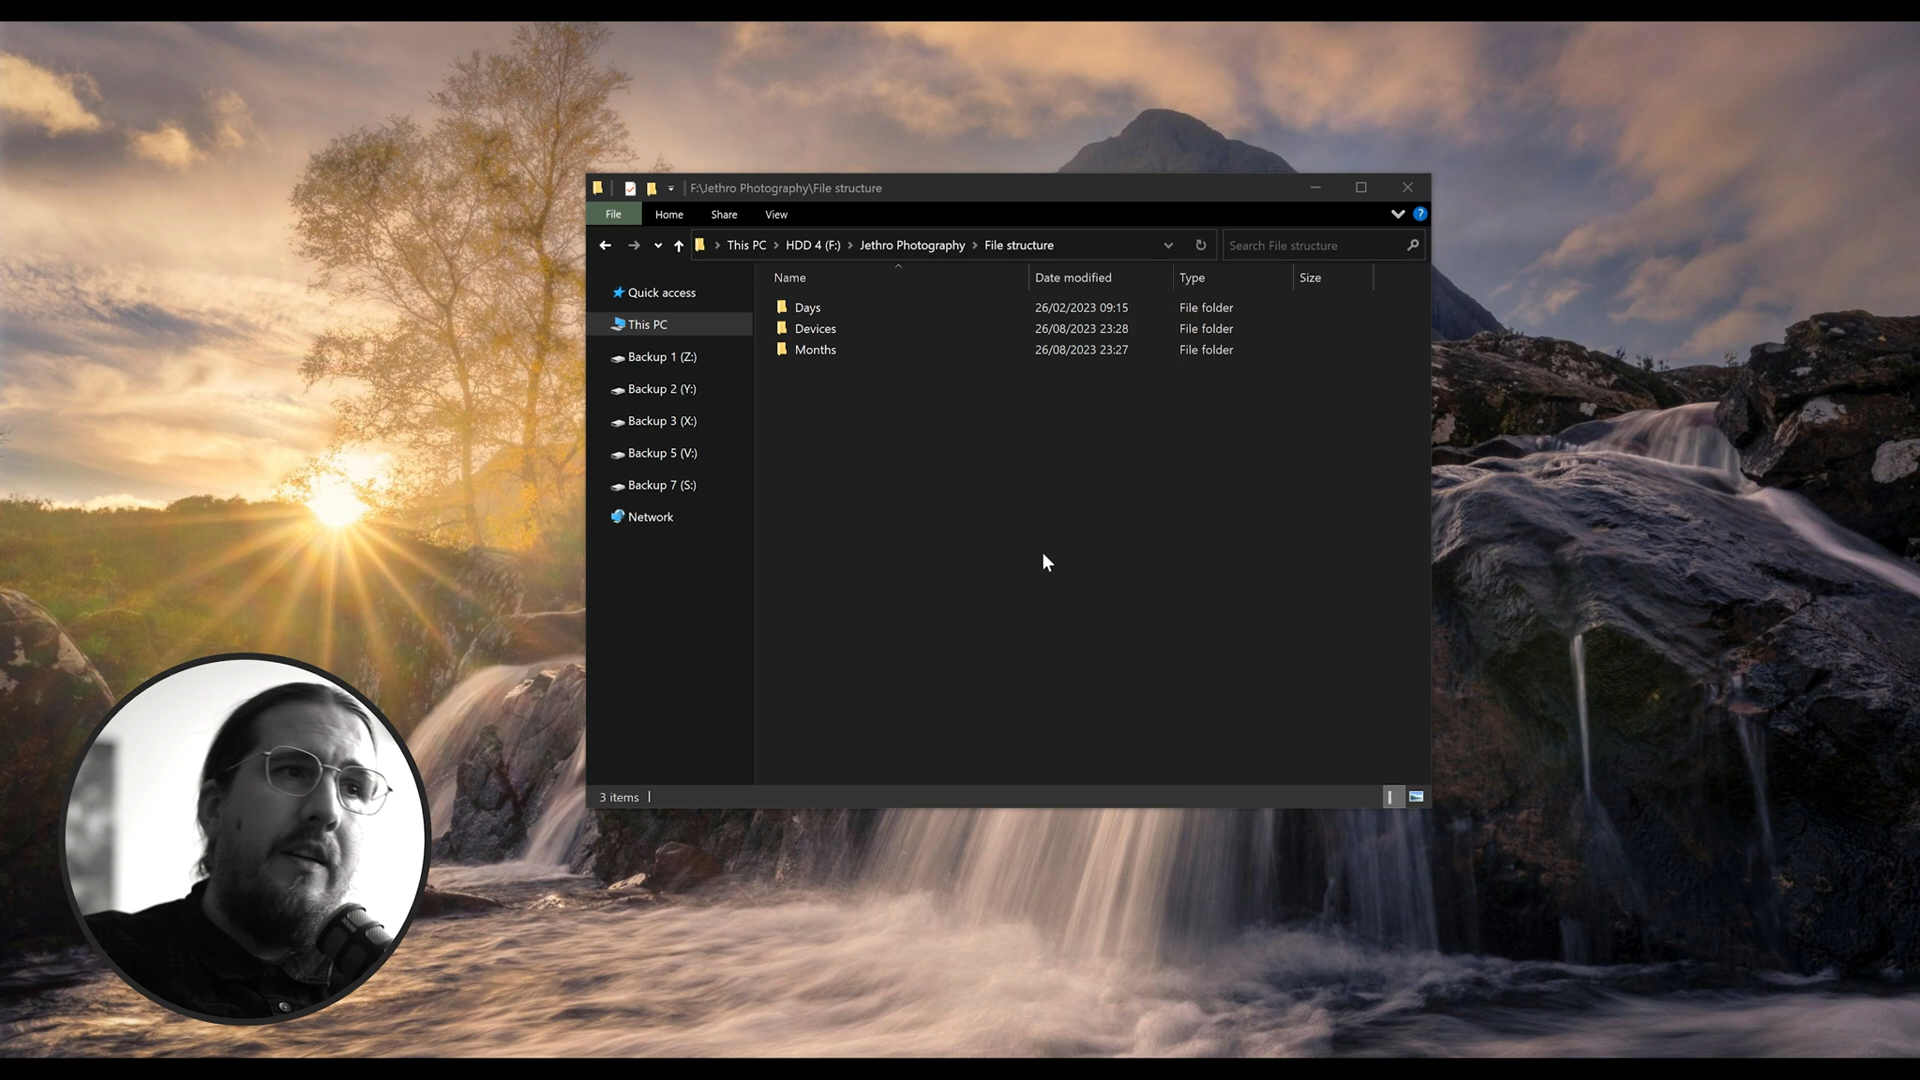 F:\Jethro Photography\File structure
File Home Share View
This PC HDD 4 (F:) Jethro Photography File structure
Search File structure
Name Date modified Type Size
Quick access
This PC
Backup 1 (Z:)
Backup 2 (Y:)
Backup 3 (X:)
Backup 5 (V:)
Backup 7 (S:)
Network
Days 26/02/2023 09:15 File folder
Devices 26/08/2023 23:28 File folder
Months 26/08/2023 23:27 File folder
3 items